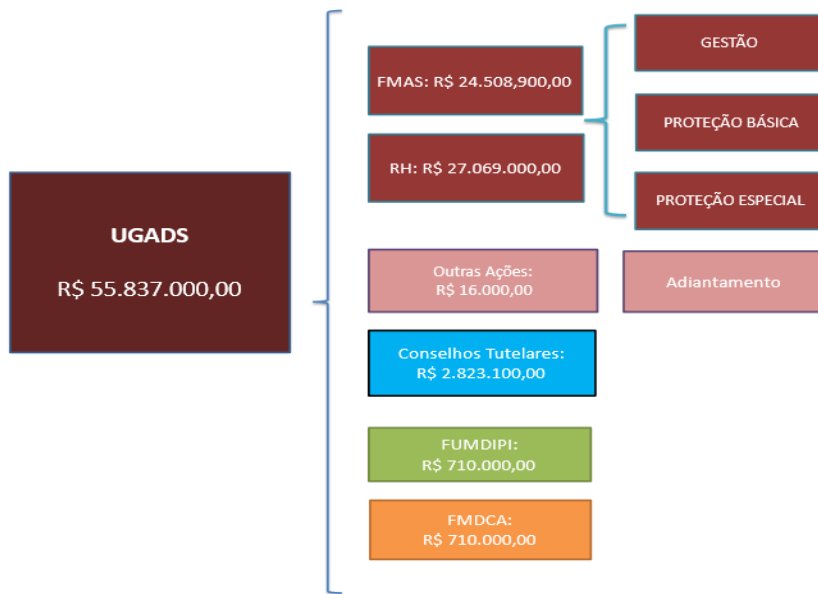 UGADS
R$ 55.837.000,00
FMAS: R$ 24.508,900,00
RH: R$ 27.069.000,00
GESTÃO
PROTEÇÃO BÁSICA
PROTEÇÃO ESPECIAL
Outras Ações:
R$ 16.000,00
Adiantamento
Conselhos Tutelares:
R$ 2.823.100,00
FUMDIPI:
R$ 710.000,00
FMDCA:
R$ 710.000,00